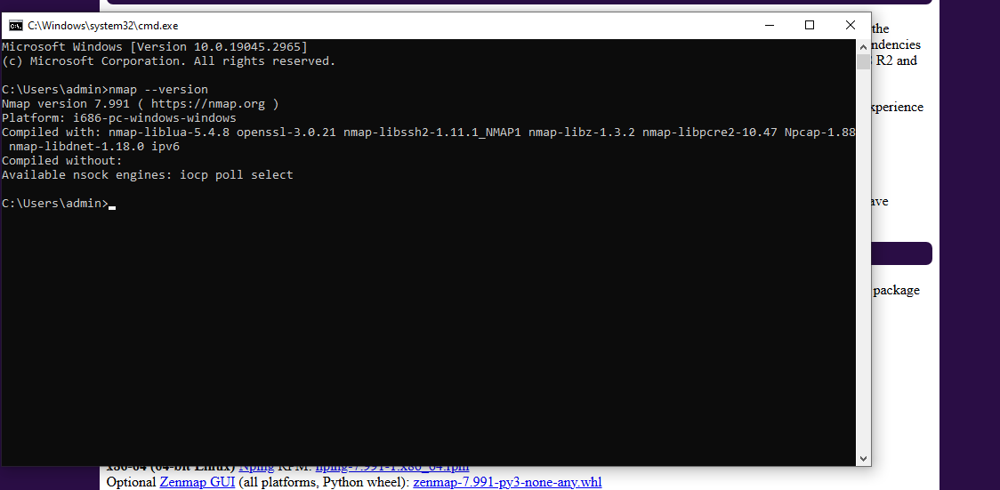 C:\Windows\system32\cmd.exe
Microsoft Windows [Version 10.0.19045.2965]
(c) Microsoft Corporation. All rights reserved.
C:\Users\admin>nmap --version
Nmap version 7.991 ( https://nmap.org )
Platform: i686-pc-windows-windows
Compiled with: nmap-liblua-5.4.8 openssl-3.0.21 nmap-libssh2-1.11.1_NMAP1 nmap-libz-1.3.2 nmap-libpcre2-10.47 Npcap-1.88
nmap-libdnet-1.18.0 ipv6
Compiled without:
Available nsock engines: iocp poll select
C:\Users\admin>
the
ndencies
R2 and
xperience
ave
package
x86-64 (64-bit Linux) Nping RPM: nping-7.991-1.x86_64.rpm
Optional Zenmap GUI (all platforms, Python wheel): zenmap-7.991-py3-none-any.whl